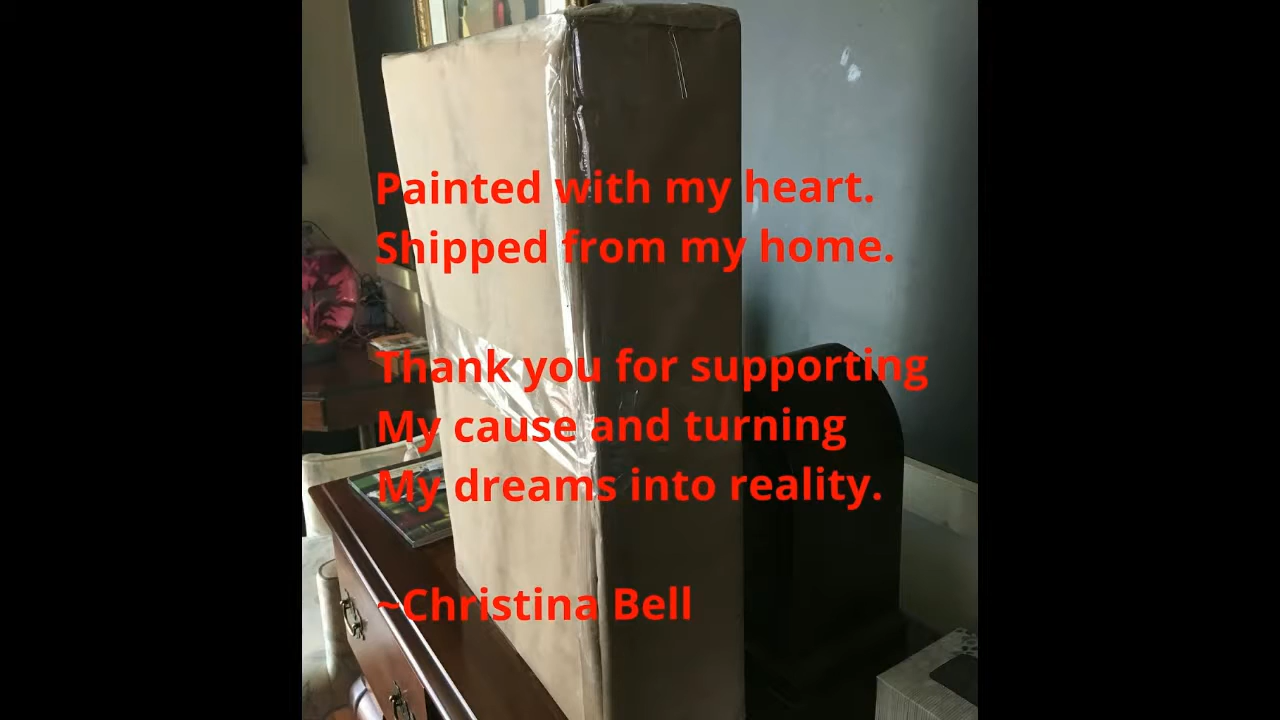 Painted with my heart.
Shipped from my home.
Thank you for supporting
My cause and turning
My dreams into reality.
~Christina Bell